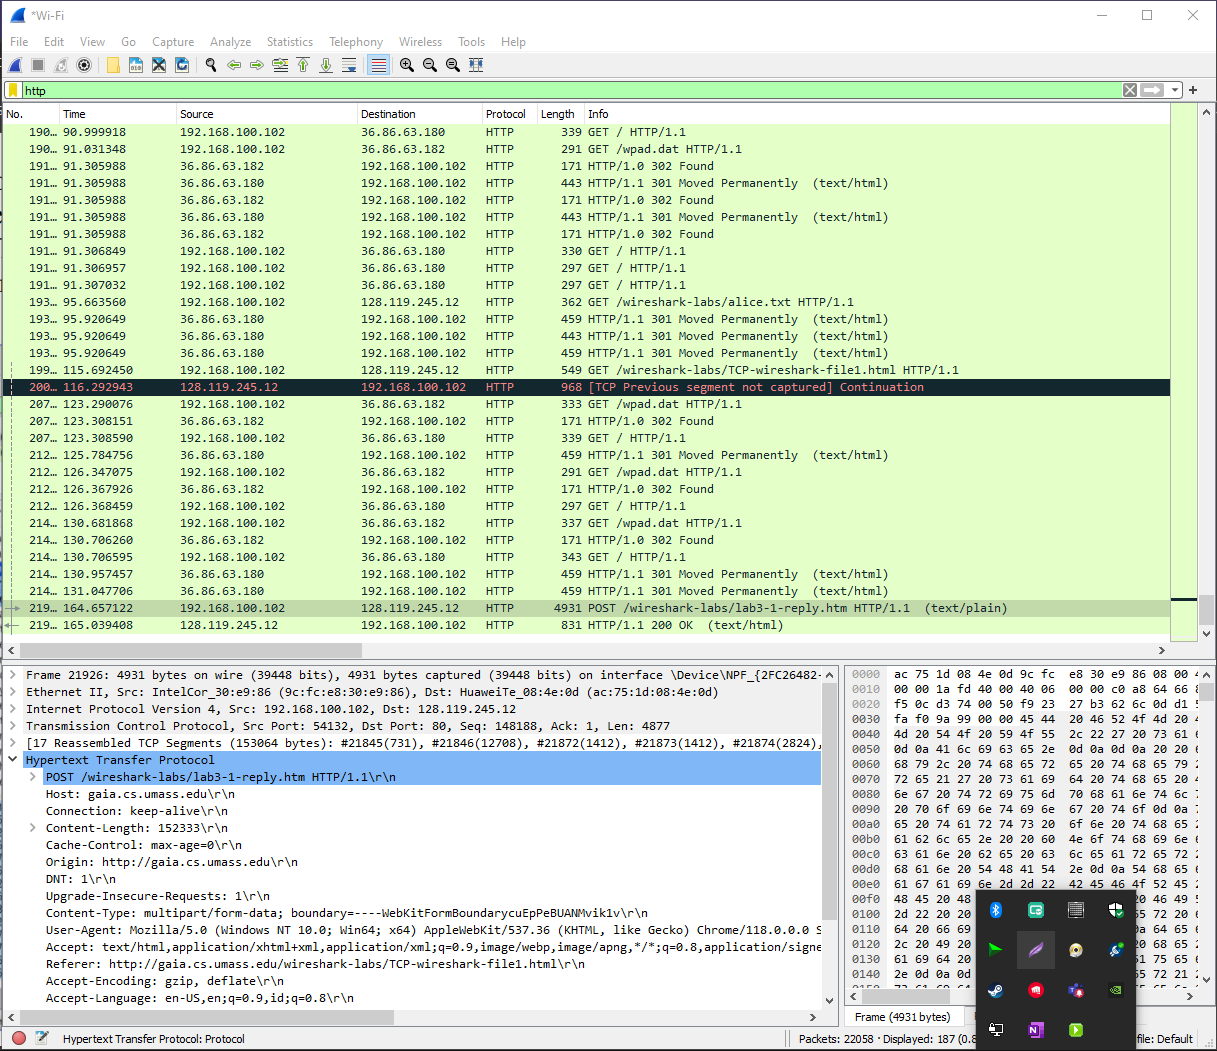 *Wi-Fi
File Edit View Go Capture Analyze Statistics Telephony Wireless Tools Help
http
No. Time Source Destination Protocol Length Info
190… 90.999918 192.168.100.102 36.86.63.180 HTTP 339 GET / HTTP/1.1
190… 91.031348 192.168.100.102 36.86.63.182 HTTP 291 GET /wpad.dat HTTP/1.1
191… 91.305988 36.86.63.182 192.168.100.102 HTTP 171 HTTP/1.0 302 Found
191… 91.305988 36.86.63.180 192.168.100.102 HTTP 443 HTTP/1.1 301 Moved Permanently (text/html)
191… 91.305988 36.86.63.182 192.168.100.102 HTTP 171 HTTP/1.0 302 Found
191… 91.305988 36.86.63.180 192.168.100.102 HTTP 443 HTTP/1.1 301 Moved Permanently (text/html)
191… 91.305988 36.86.63.182 192.168.100.102 HTTP 171 HTTP/1.0 302 Found
191… 91.306849 192.168.100.102 36.86.63.180 HTTP 330 GET / HTTP/1.1
191… 91.306957 192.168.100.102 36.86.63.180 HTTP 297 GET / HTTP/1.1
191… 91.307032 192.168.100.102 36.86.63.180 HTTP 297 GET / HTTP/1.1
193… 95.663560 192.168.100.102 128.119.245.12 HTTP 362 GET /wireshark-labs/alice.txt HTTP/1.1
193… 95.920649 36.86.63.180 192.168.100.102 HTTP 459 HTTP/1.1 301 Moved Permanently (text/html)
193… 95.920649 36.86.63.180 192.168.100.102 HTTP 443 HTTP/1.1 301 Moved Permanently (text/html)
193… 95.920649 36.86.63.180 192.168.100.102 HTTP 459 HTTP/1.1 301 Moved Permanently (text/html)
199… 115.692450 192.168.100.102 128.119.245.12 HTTP 549 GET /wireshark-labs/TCP-wireshark-file1.html HTTP/1.1
200… 116.292943 128.119.245.12 192.168.100.102 HTTP 968 [TCP Previous segment not captured] Continuation
207… 123.290076 192.168.100.102 36.86.63.182 HTTP 333 GET /wpad.dat HTTP/1.1
207… 123.308151 36.86.63.182 192.168.100.102 HTTP 171 HTTP/1.0 302 Found
207… 123.308590 192.168.100.102 36.86.63.180 HTTP 339 GET / HTTP/1.1
212… 125.784756 36.86.63.180 192.168.100.102 HTTP 459 HTTP/1.1 301 Moved Permanently (text/html)
212… 126.347075 192.168.100.102 36.86.63.182 HTTP 291 GET /wpad.dat HTTP/1.1
212… 126.367926 36.86.63.182 192.168.100.102 HTTP 171 HTTP/1.0 302 Found
212… 126.368459 192.168.100.102 36.86.63.180 HTTP 297 GET / HTTP/1.1
214… 130.681868 192.168.100.102 36.86.63.182 HTTP 337 GET /wpad.dat HTTP/1.1
214… 130.706260 36.86.63.182 192.168.100.102 HTTP 171 HTTP/1.0 302 Found
214… 130.706595 192.168.100.102 36.86.63.180 HTTP 343 GET / HTTP/1.1
214… 130.957457 36.86.63.180 192.168.100.102 HTTP 459 HTTP/1.1 301 Moved Permanently (text/html)
214… 131.047706 36.86.63.180 192.168.100.102 HTTP 459 HTTP/1.1 301 Moved Permanently (text/html)
219… 164.657122 192.168.100.102 128.119.245.12 HTTP 4931 POST /wireshark-labs/lab3-1-reply.htm HTTP/1.1 (text/plain)
219… 165.039408 128.119.245.12 192.168.100.102 HTTP 831 HTTP/1.1 200 OK (text/html)
Frame 21926: 4931 bytes on wire (39448 bits), 4931 bytes captured (39448 bits) on interface \Device\NPF_{2FC26482-
Ethernet II, Src: IntelCor_30:e9:86 (9c:fc:e8:30:e9:86), Dst: HuaweiTe_08:4e:0d (ac:75:1d:08:4e:0d)
Internet Protocol Version 4, Src: 192.168.100.102, Dst: 128.119.245.12
Transmission Control Protocol, Src Port: 54132, Dst Port: 80, Seq: 148188, Ack: 1, Len: 4877
[17 Reassembled TCP Segments (153064 bytes): #21845(731), #21846(12708), #21872(1412), #21873(1412), #21874(2824),
Hypertext Transfer Protocol
POST /wireshark-labs/lab3-1-reply.htm HTTP/1.1\r\n
Host: gaia.cs.umass.edu\r\n
Connection: keep-alive\r\n
Content-Length: 152333\r\n
Cache-Control: max-age=0\r\n
Origin: http://gaia.cs.umass.edu\r\n
DNT: 1\r\n
Upgrade-Insecure-Requests: 1\r\n
Content-Type: multipart/form-data; boundary=----WebKitFormBoundarycuEpPeBUANMvik1v\r\n
User-Agent: Mozilla/5.0 (Windows NT 10.0; Win64; x64) AppleWebKit/537.36 (KHTML, like Gecko) Chrome/118.0.0.0 S
Accept: text/html,application/xhtml+xml,application/xml;q=0.9,image/webp,image/apng,*/*;q=0.8,application/signe
Referer: http://gaia.cs.umass.edu/wireshark-labs/TCP-wireshark-file1.html\r\n
Accept-Encoding: gzip, deflate\r\n
Accept-Language: en-US,en;q=0.9,id;q=0.8\r\n
0000 ac 75 1d 08 4e 0d 9c fc e8 30 e9 86 08 00 4
0010 00 00 1a fd 40 00 40 06 00 00 c0 a8 64 66 8
0020 f5 0c d3 74 00 50 f9 23 27 b3 62 6c 0d d1 5
0030 fa f0 9a 99 00 00 45 44 20 46 52 4f 4d 20 4
0040 4d 20 54 4f 20 59 4f 55 2c 22 27 20 73 61 6
0050 0d 0a 41 6c 69 63 65 2e 0d 0a 0d 0a 20 20 6
0060 68 79 2c 20 74 68 65 72 65 20 74 68 65 79 2
0070 72 65 21 27 20 73 61 69 64 20 74 68 65 20 4
0080 6e 67 20 74 72 69 75 6d 70 68 61 6e 74 6c 7
0090 20 70 6f 69 6e 74 69 6e 67 20 74 6f 0d 0a 7
00a0 65 20 74 61 72 74 73 20 6f 6e 20 74 68 65 2
00b0 61 62 6c 65 2e 20 20 60 4e 6f 74 68 69 6e 6
00c0 63 61 6e 20 62 65 20 63 6c 65 61 72 65 72 2
00d0 68 61 6e 20 54 48 41 54 2e 0d 0a 54 68 65 6
00e0 61 67 61 69 6e 2d 2d 22 42 45 46 4f 52 45 2
00f0 48 45 20 48 20 46 49 5
0100 2d 22 20 20 65 72 20 6
0110 64 20 66 69 0a 64 65 6
0120 2c 20 49 20 20 68 65 2
0130 61 69 64 20 61 75 65 6
0140 2e 0d 0a 0d 65 72 21 2
Frame (4931 bytes)
Hypertext Transfer Protocol: Protocol
Packets: 22058 · Displayed: 187 (0.8
file: Default